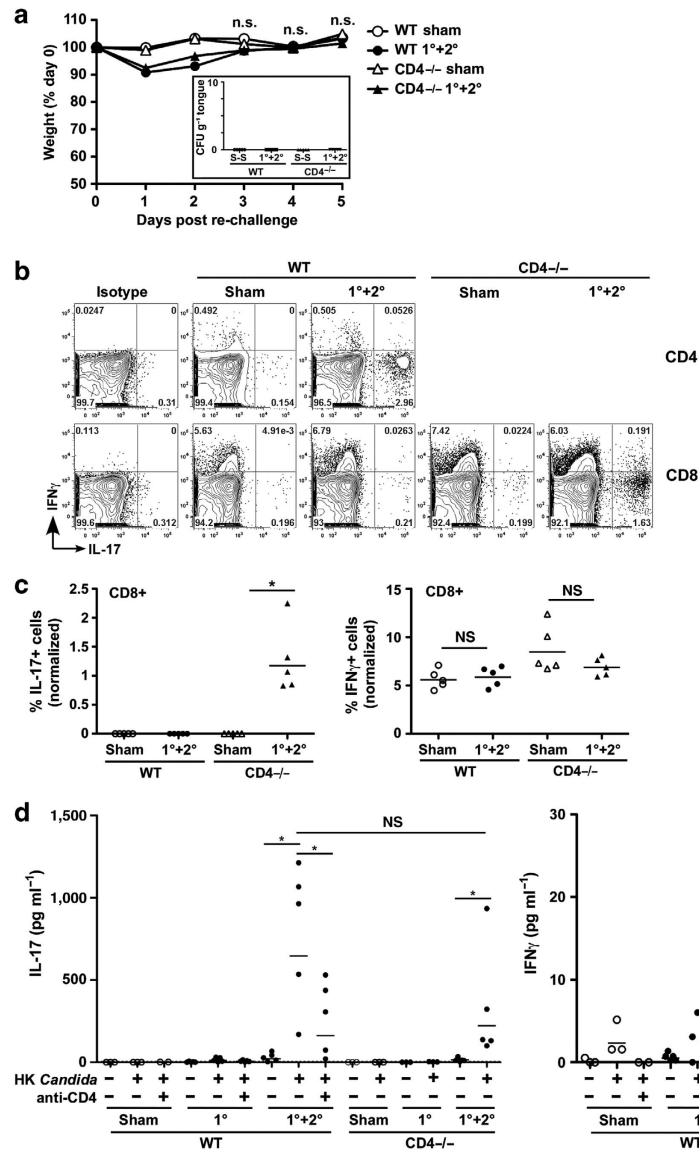 a
110
100
90
80
70
60
50
Weight (% day 0)
n.s.
n.s.
n.s.
WT sham
WT 1°+2°
CD4−/− sham
CD4−/− 1°+2°
10
0
CFU g⁻¹ tongue
S-S 1°+2° S-S 1°+2°
WT CD4⁻/⁻
0 1 2 3 4 5
Days post re-challenge
b
WT CD4−/−
Isotype Sham 1°+2° Sham 1°+2°
0.0247 0
99.7 0.31
0.492 0
99.4 0.154
0.505 0.0526
96.5 2.96
CD4
0.113 0
99.6 0.312
5.63 4.91e-3
94.2 0.196
6.79 0.0263
93 0.21
7.42 0.0224
92.4 0.199
6.03 0.191
92.1 1.63
CD8
IFNγ
IL-17
c
CD8+
% IL-17+ cells
(normalized)
2.5
2.0
1.5
1
0.5
0
*
Sham 1°+2° Sham 1°+2°
WT CD4−/−
CD8+
% IFNγ+ cells
(normalized)
15
10
5
0
NS
NS
Sham 1°+2° Sham 1°+2°
WT CD4−/−
d
IL-17 (pg ml⁻¹)
1,500
1,000
500
0
NS
* * *
HK Candida − + + − + + − + + − + − + − +
anti-CD4 − − + − − + − − + − − − − − −
Sham 1° 1°+2° Sham 1° 1°+2°
WT CD4−/−
IFNγ (pg ml⁻¹)
30
20
10
0
− + + − +
− − + − −
Sham